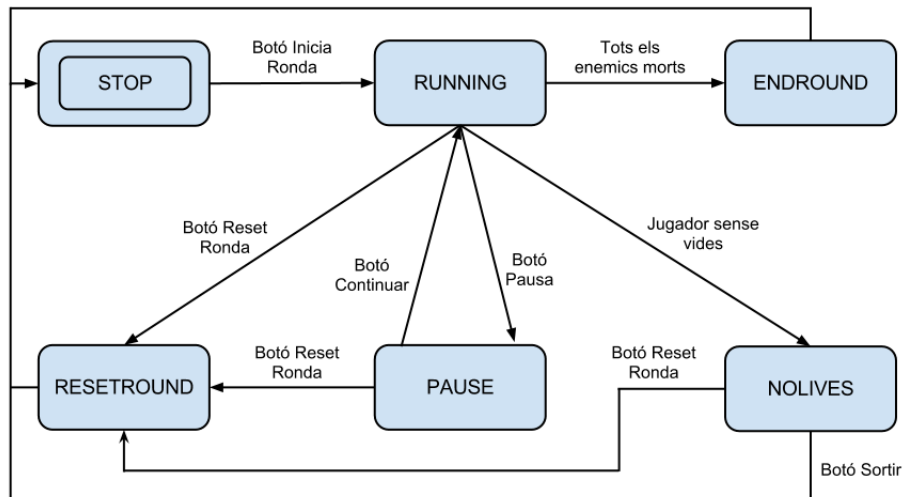 Botó Inicia
Ronda
Tots els
enemics morts
STOP
RUNNING
ENDROUND
Botó Reset
Ronda
Botó
Continuar
Botó
Pausa
Jugador sense
vides
Botó Reset
Ronda
Botó Reset
Ronda
RESETROUND
PAUSE
NOLIVES
Botó Sortir